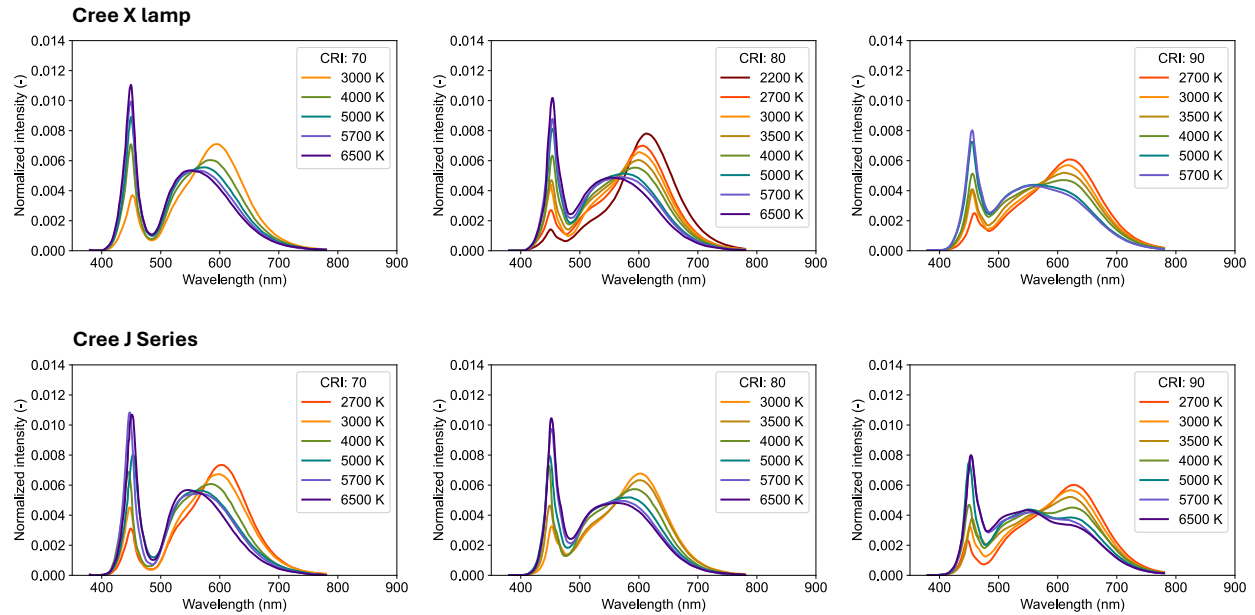 Cree X lamp
0.014
0.012
0.010
0.008
0.006
0.004
0.002
0.000
Normalized intensity (-)
400 500 600 700 800 900
Wavelength (nm)
CRI: 70
3000 K
4000 K
5000 K
5700 K
6500 K
0.014
0.012
0.010
0.008
0.006
0.004
0.002
0.000
Normalized intensity (-)
400 500 600 700 800 900
Wavelength (nm)
CRI: 80
2200 K
2700 K
3000 K
3500 K
4000 K
5000 K
5700 K
6500 K
0.014
0.012
0.010
0.008
0.006
0.004
0.002
0.000
Normalized intensity (-)
400 500 600 700 800 900
Wavelength (nm)
CRI: 90
2700 K
3000 K
3500 K
4000 K
5000 K
5700 K
Cree J Series
0.014
0.012
0.010
0.008
0.006
0.004
0.002
0.000
Normalized intensity (-)
400 500 600 700 800 900
Wavelength (nm)
CRI: 70
2700 K
3000 K
4000 K
5000 K
5700 K
6500 K
0.014
0.012
0.010
0.008
0.006
0.004
0.002
0.000
Normalized intensity (-)
400 500 600 700 800 900
Wavelength (nm)
CRI: 80
3000 K
3500 K
4000 K
5000 K
5700 K
6500 K
0.014
0.012
0.010
0.008
0.006
0.004
0.002
0.000
Normalized intensity (-)
400 500 600 700 800 900
Wavelength (nm)
CRI: 90
2700 K
3000 K
3500 K
4000 K
5000 K
5700 K
6500 K